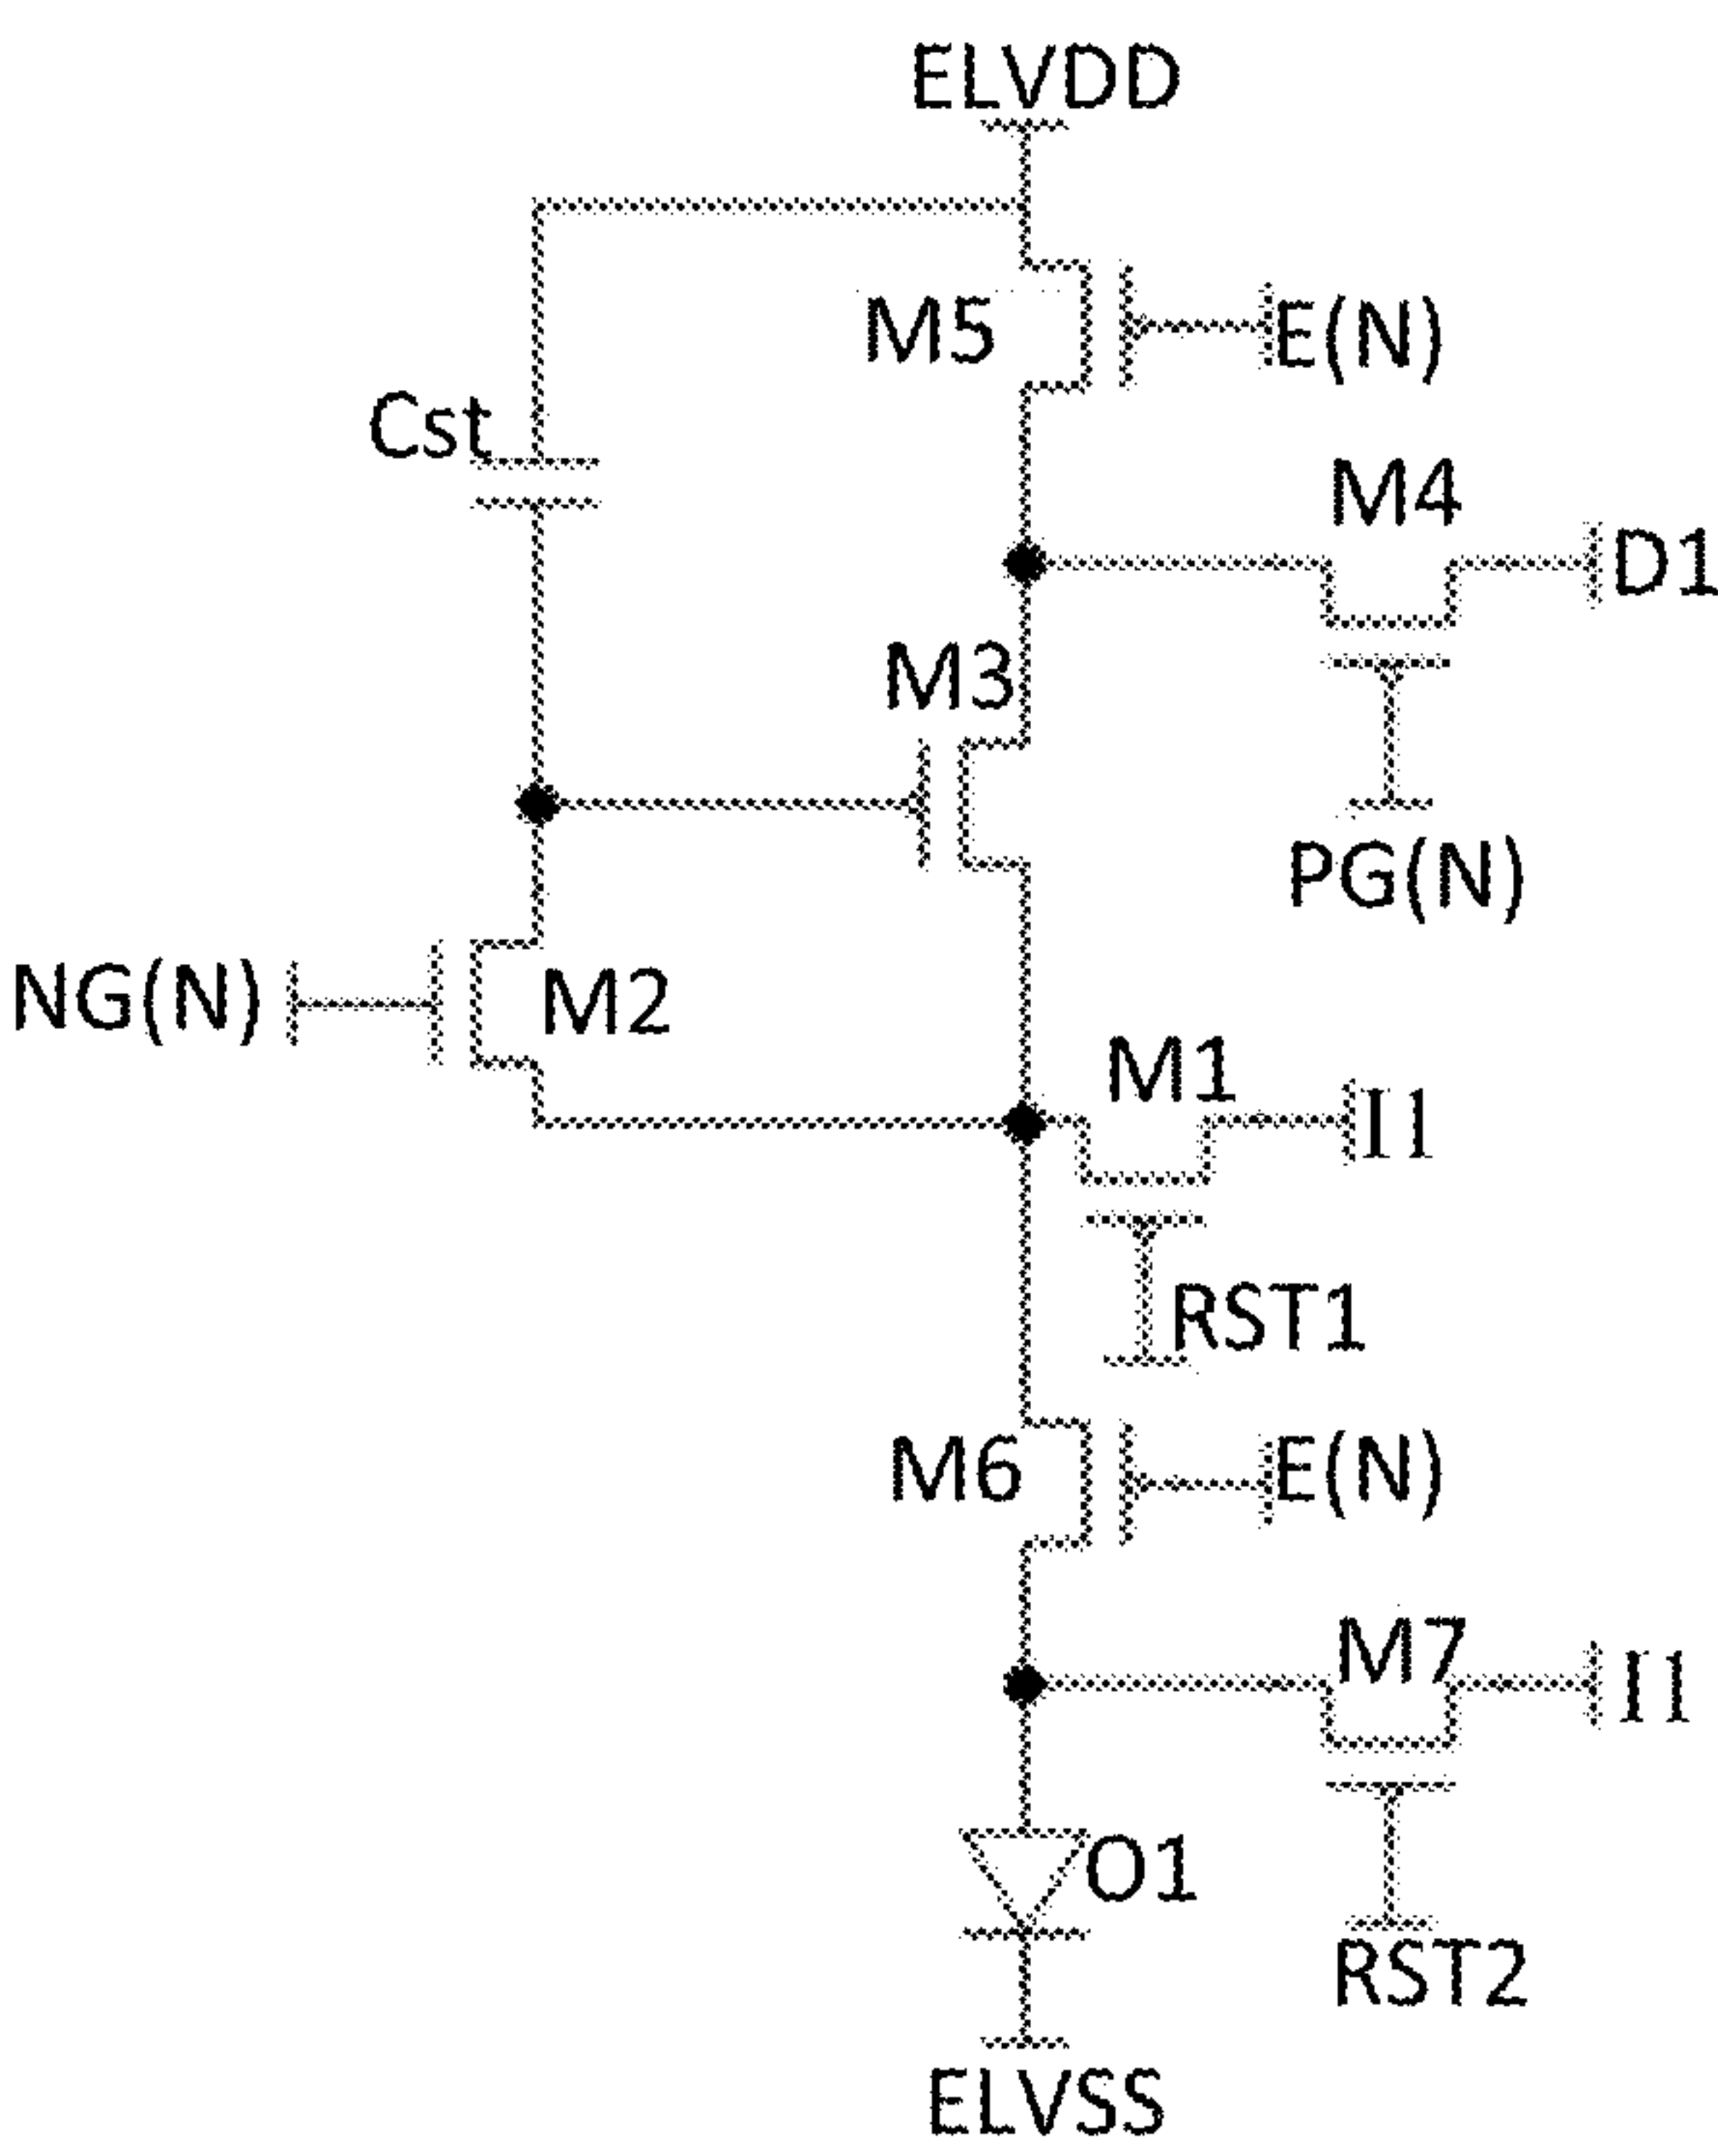 ELVDD
M5
E(N)
Cst
M4
D1
M3
PG(N)
NG(N)
M2
M1
I1
RST1
M6
E(N)
M7
I1
O1
RST2
ELVSS